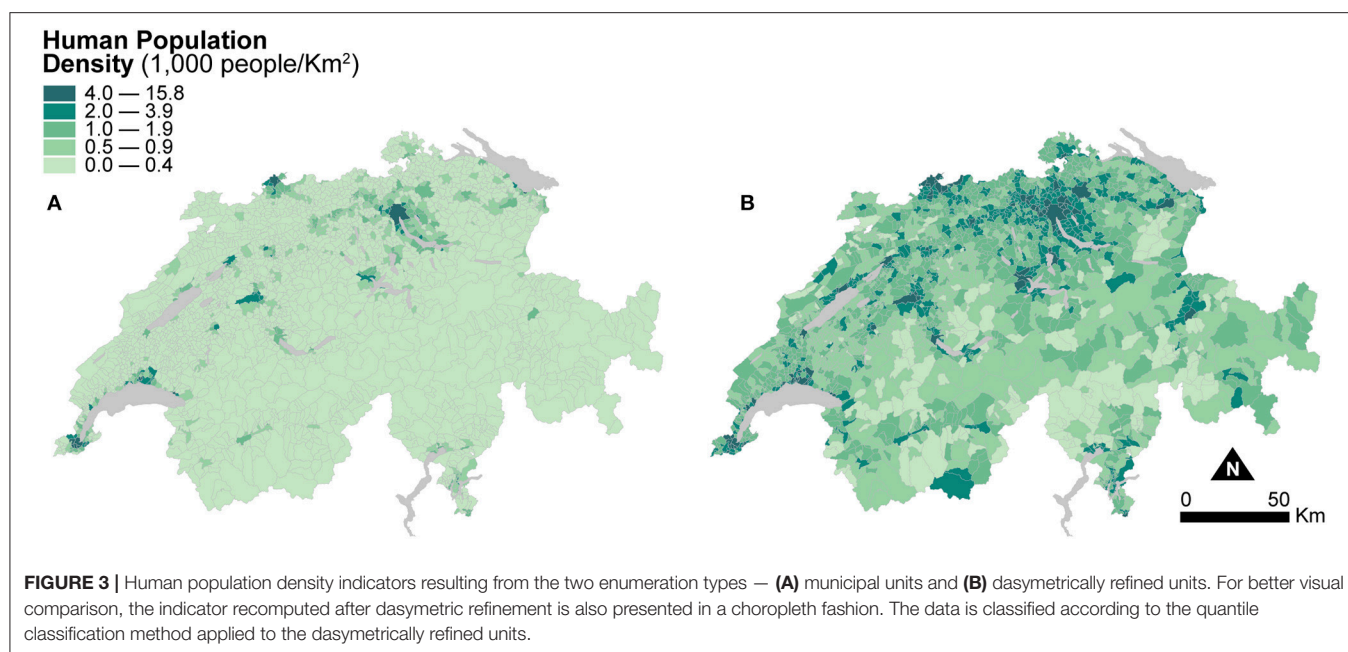 Human Population
Density (1,000 people/Km²)
4.0 — 15.8
2.0 — 3.9
1.0 — 1.9
0.5 — 0.9
0.0 — 0.4
A
B
N
0 50
Km
FIGURE 3 | Human population density indicators resulting from the two enumeration types — (A) municipal units and (B) dasymetrically refined units. For better visual
comparison, the indicator recomputed after dasymetric refinement is also presented in a choropleth fashion. The data is classified according to the quantile
classification method applied to the dasymetrically refined units.